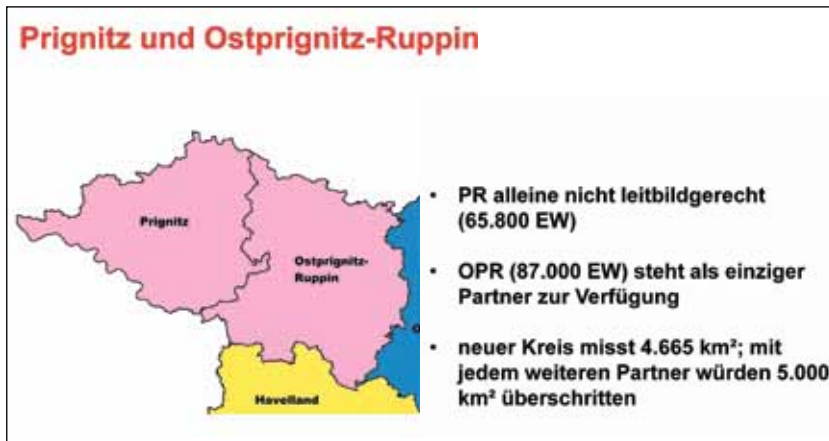 Prignitz und Ostprignitz-Ruppin
Prignitz
Ostprignitz-
Ruppin
Havelland
• PR alleine nicht leitbildgerecht
(65.800 EW)
• OPR (87.000 EW) steht als einziger
Partner zur Verfügung
• neuer Kreis misst 4.665 km²; mit
jedem weiteren Partner würden 5.000
km² überschritten